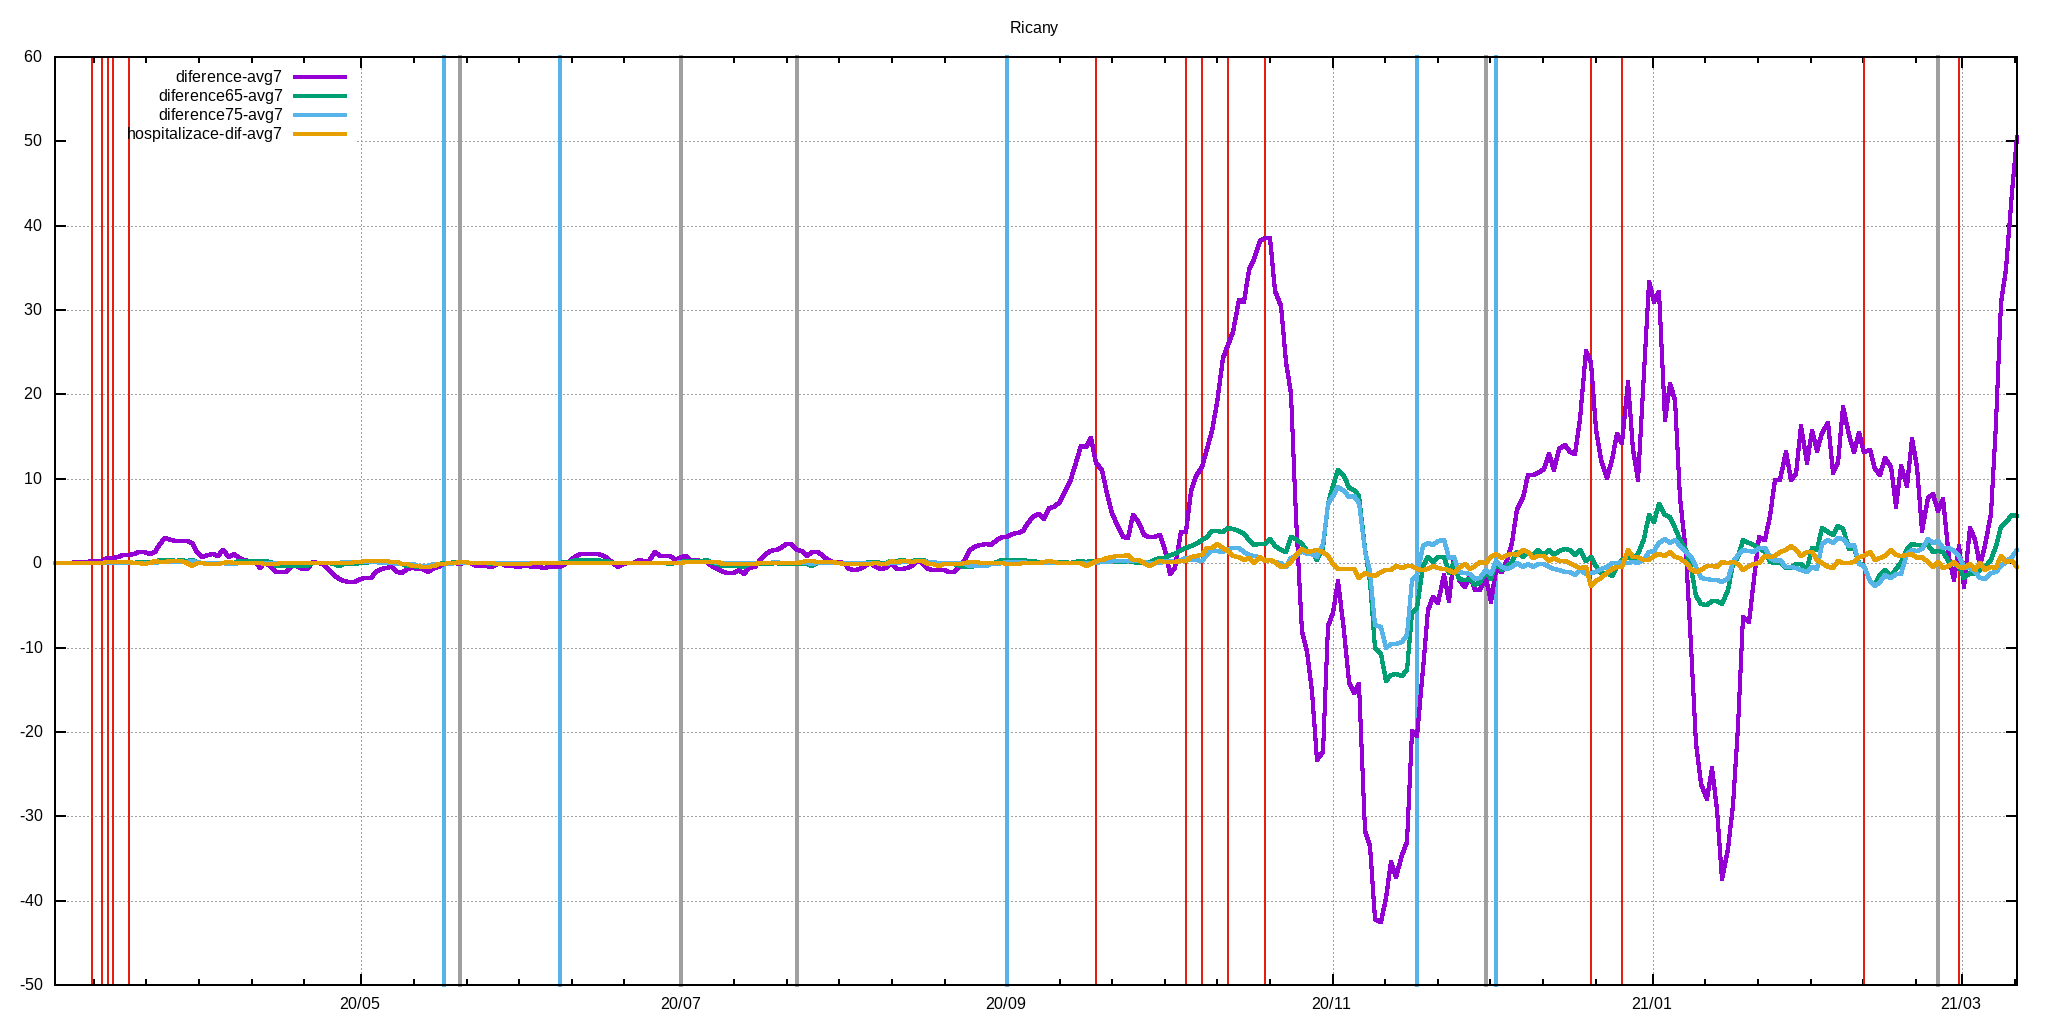 Ricany
60
diference-avg7
diference65-avg7
diference75-avg7
hospitalizace-dif-avg7
50
40
30
20
10
0
-10
-20
-30
-40
-50
20/05 20/07 20/09 20/11 21/01 21/03